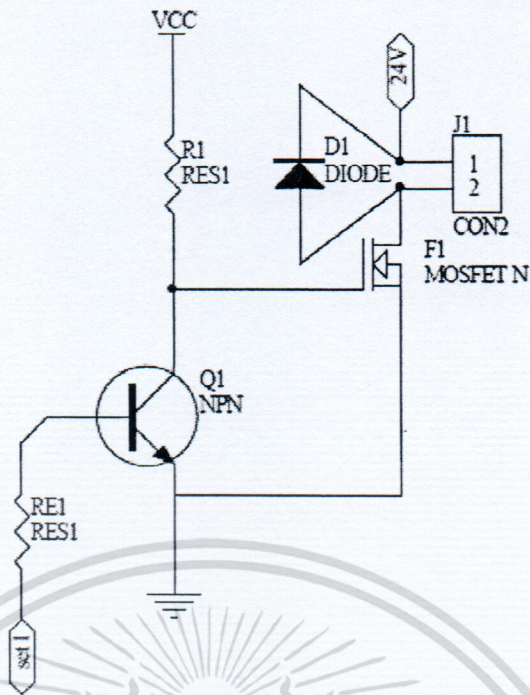 VCC
24V
R1
RES1
D1
DIODE
J1
1
2
CON2
F1
MOSFET N
Q1
NPN
RE1
RES1
set1